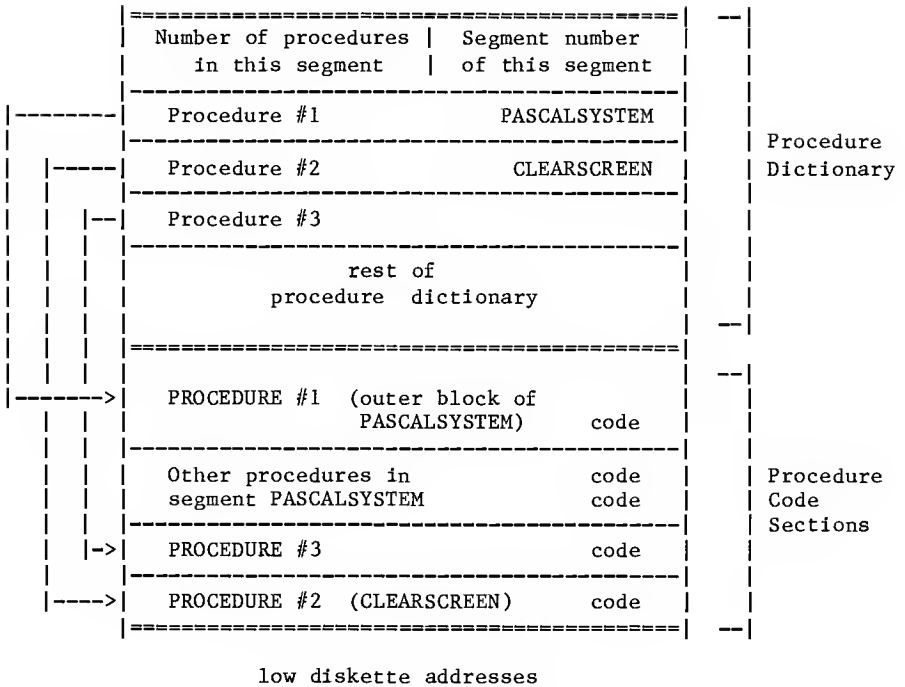 Number of procedures | Segment number
in this segment | of this segment
Procedure #1 PASCALSYSTEM
Procedure #2 CLEARSCREEN
Procedure #3
rest of
procedure dictionary
Procedure
Dictionary
PROCEDURE #1 (outer block of
PASCALSYSTEM) code
Other procedures in code
segment PASCALSYSTEM code
PROCEDURE #3 code
PROCEDURE #2 (CLEARSCREEN) code
Procedure
Code
Sections
low diskette addresses